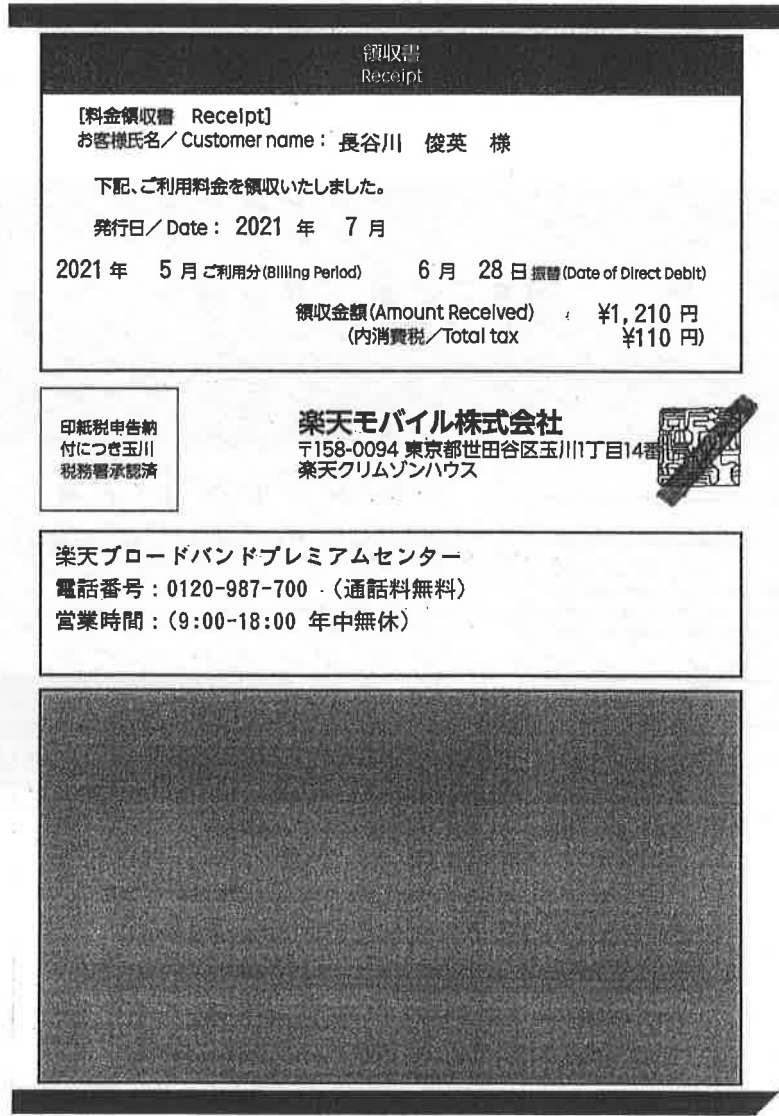 領収書
Receipt
[料金領収書 Receipt]
お客様氏名／Customer name： 長谷川 俊英 様
下記、ご利用料金を領収いたしました。
発行日／Date： 2021 年 7 月
2021 年 5 月 ご利用分(Billing Period) 6 月 28 日 振替(Date of Direct Debit)
領収金額(Amount Received) ¥1,210 円
(内消費税／Total tax ¥110 円)
印紙税申告納
付につき玉川
税務署承認済
楽天モバイル株式会社
〒158-0094 東京都世田谷区玉川1丁目14番
楽天クリムゾンハウス
楽天ブロードバンドプレミアムセンター
電話番号：0120-987-700 （通話料無料）
営業時間：（9:00-18:00 年中無休）